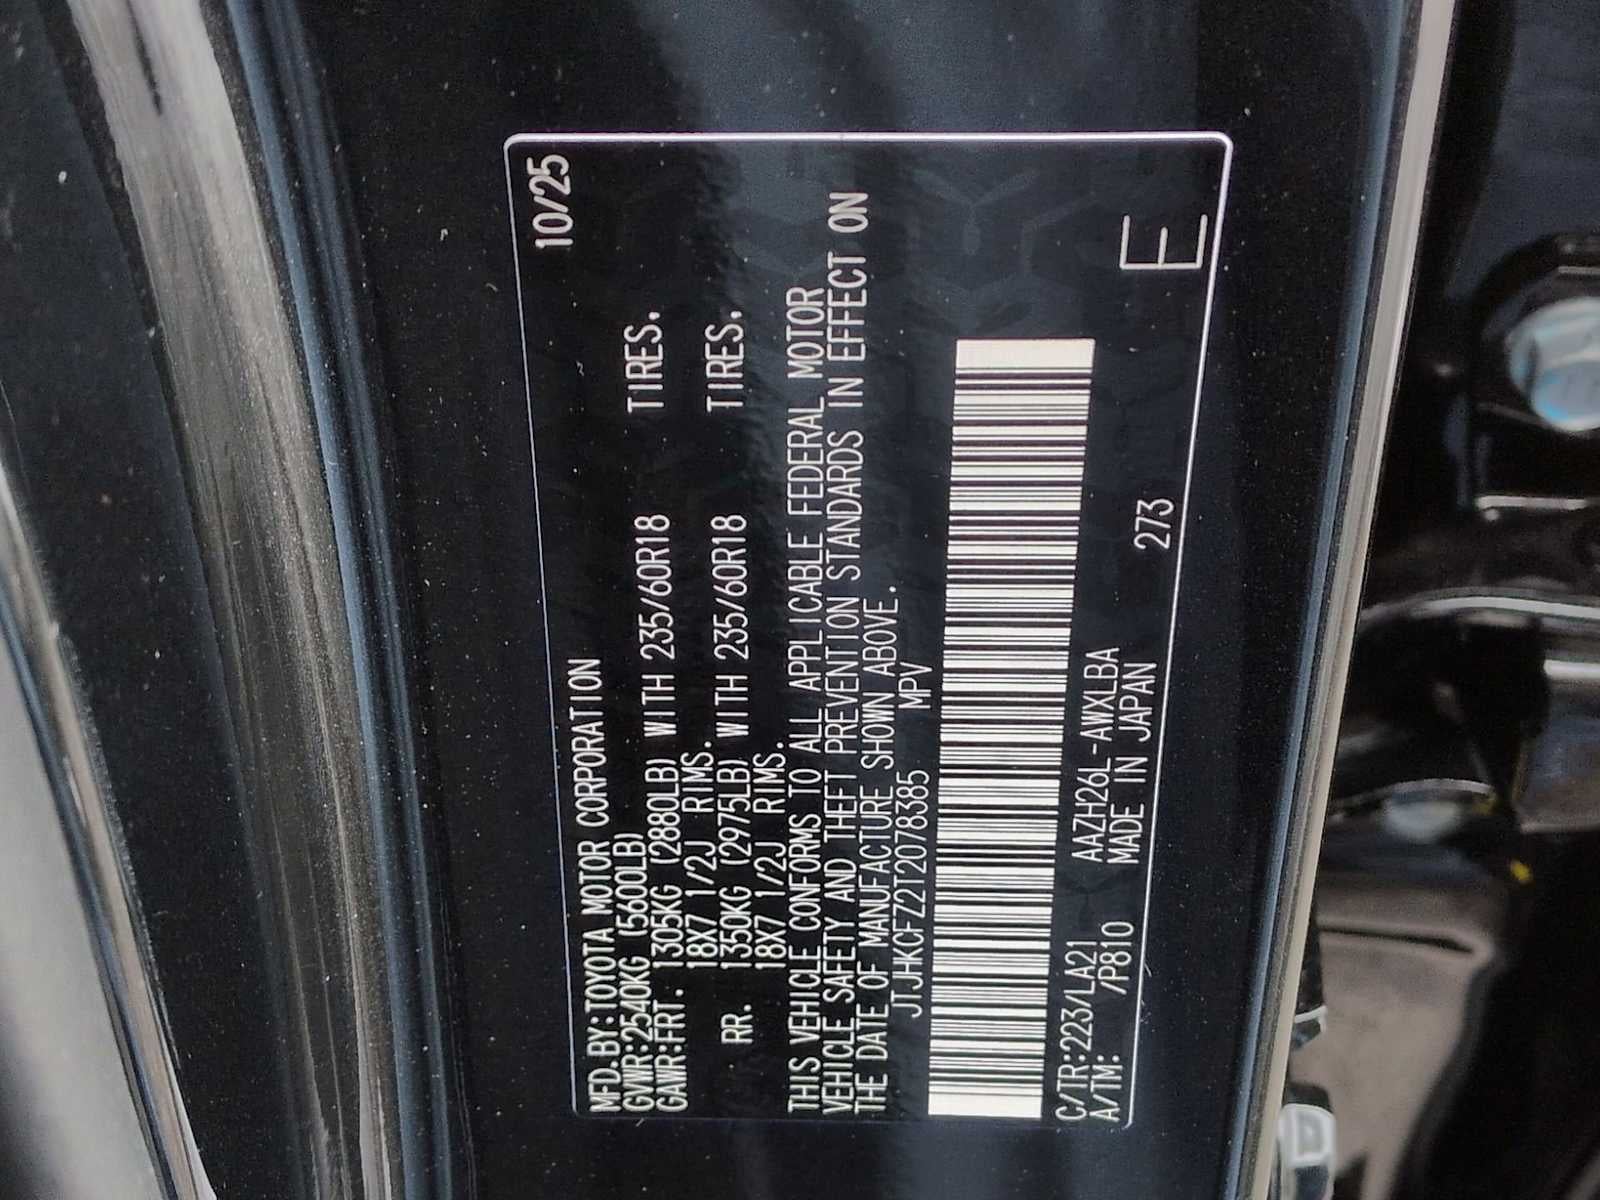 MFD.BY:TOYOTA MOTOR CORPORATION 10/25
GVWR:2540KG (5600LB)
GAWR:FRT. 1305KG (2880LB) WITH 235/60R18 TIRES.
18X7 1/2J RIMS.
RR. 1350KG (2975LB) WITH 235/60R18 TIRES.
18X7 1/2J RIMS.
THIS VEHICLE CONFORMS TO ALL APPLICABLE FEDERAL MOTOR
VEHICLE SAFETY AND THEFT PREVENTION STANDARDS IN EFFECT ON
THE DATE OF MANUFACTURE SHOWN ABOVE.
JTJHKCFZ2T2078385 MPV
C/TR:223/LA21 AAZH26L-AWXLBA
A/TM: /P810 MADE IN JAPAN 273
E